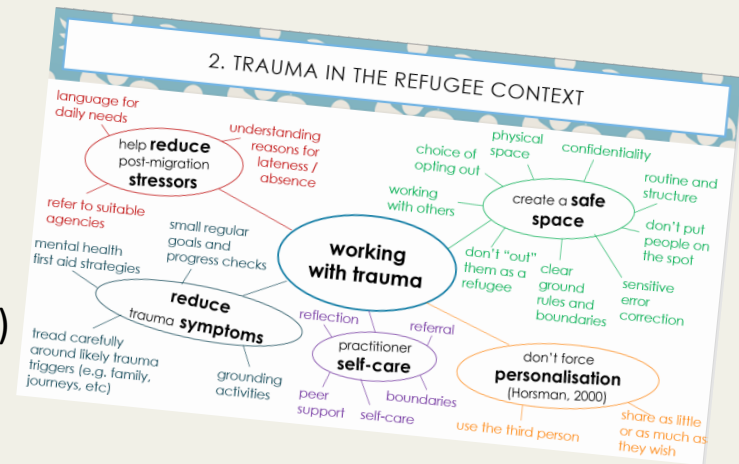 2. TRAUMA IN THE REFUGEE CONTEXT
language for
daily needs
understanding
reasons for
lateness /
absence
help reduce
post-migration
stressors
refer to suitable
agencies
physical
space
confidentiality
choice of
opting out
routine and
structure
working
with others
create a safe
space
don't put
people on
the spot
don't "out"
them as a
refugee
clear
ground
rules and
boundaries
sensitive
error
correction
working
with trauma
mental health
first aid strategies
small regular
goals and
progress checks
reduce
trauma symptoms
tread carefully
around likely trauma
triggers (e.g. family,
journeys, etc)
grounding
activities
reflection
referral
practitioner
self-care
peer
support
self-care
boundaries
don't force
personalisation
(Horsman, 2000)
use the third person
share as little
or as much as
they wish
)